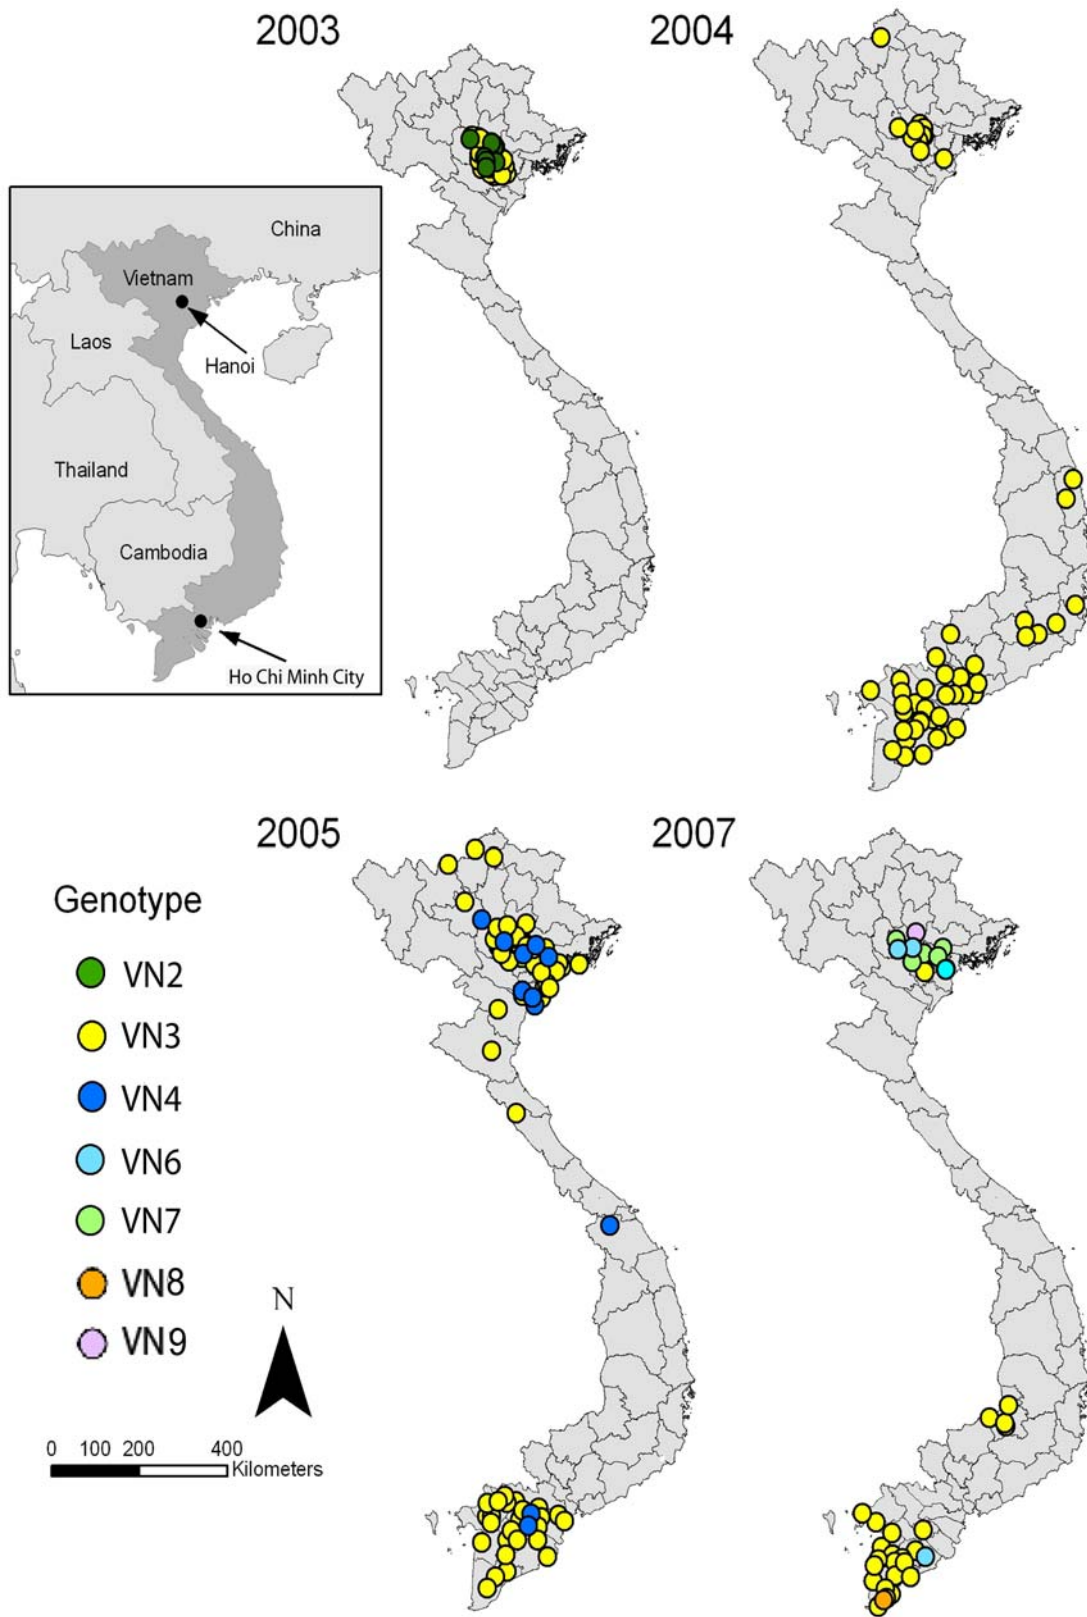 2003
2004
China
Vietnam
Laos
Hanoi
Thailand
Cambodia
Ho Chi Minh City
2005
2007
Genotype
VN2
VN3
VN4
VN6
VN7
VN8
VN9
N
0 100 200 400
Kilometers